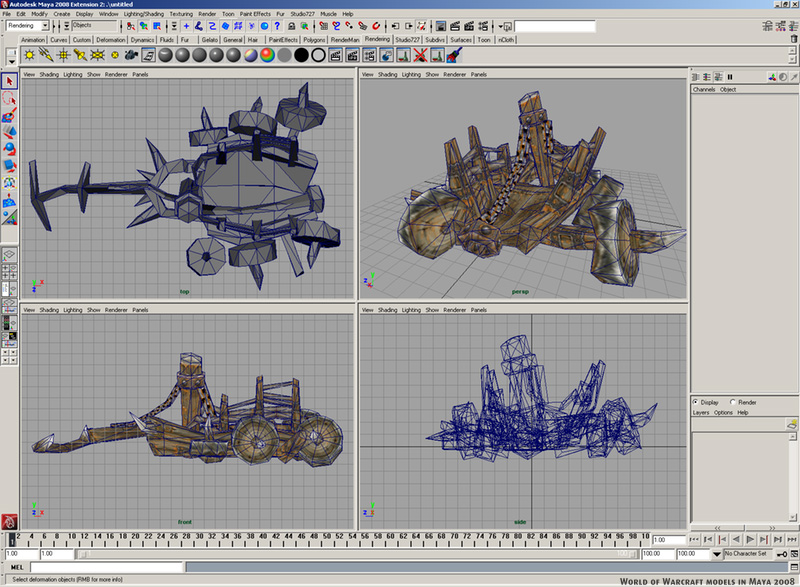 Autodesk Maya 2008 Extension 2: .\untitled
File Edit Modify Create Display Window Lighting/Shading Texturing Render Toon Paint Effects Fur Studio727 Muscle Help
Rendering Objects
Animation Curves Custom Deformation Dynamics Fluids Fur Gelato General Hair PaintEffects Polygons RenderMan Rendering Studio727 Subdivs Surfaces Toon nCloth
View Shading Lighting Show Renderer Panels
View Shading Lighting Show Renderer Panels
Channels Object
top
persp
View Shading Lighting Show Renderer Panels
View Shading Lighting Show Renderer Panels
Display Render
Layers Options Help
front
side
2 4 6 8 10 12 14 16 18 20 22 24 26 28 30 32 34 36 38 40 42 44 46 48 50 52 54 56 58 60 62 64 66 68 70 72 74 76 78 80 82 84 86 88 90 92 94 96 98 10
1.00
1.00 1.00 100.00 100.00 No Character Set
MEL
Select deformation objects (RMB for more info)
World of Warcraft models in Maya 2008